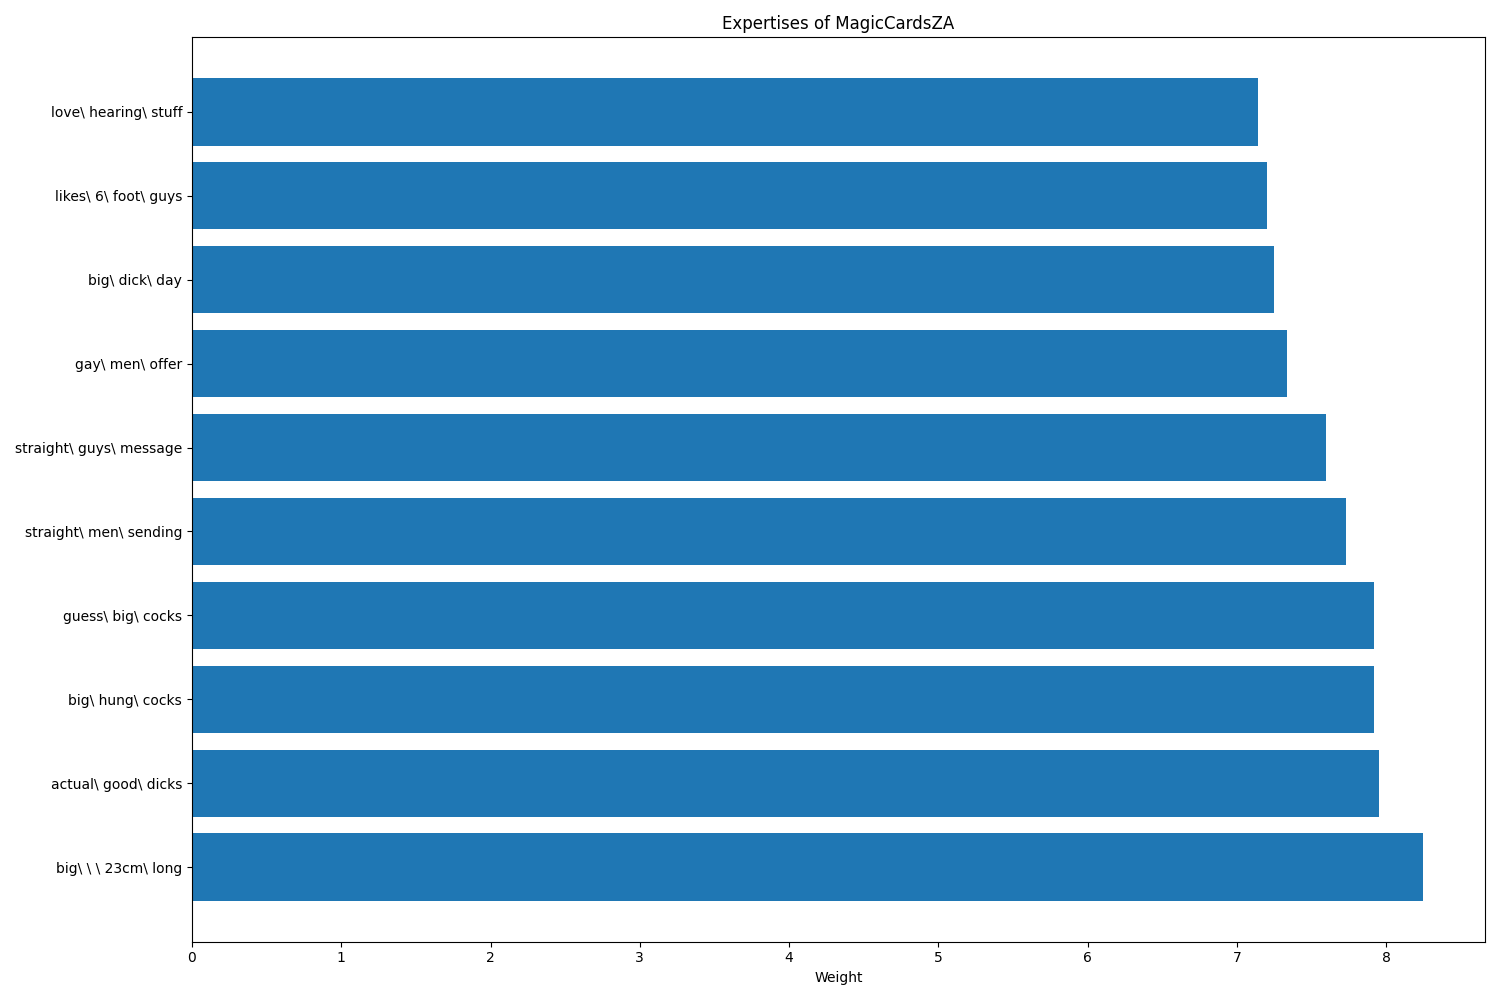 Expertises of MagicCardsZA
love\ hearing\ stuff
likes\ 6\ foot\ guys
big\ dick\ day
gay\ men\ offer
straight\ guys\ message
straight\ men\ sending
guess\ big\ cocks
big\ hung\ cocks
actual\ good\ dicks
big\ \ \ 23cm\ long
0 1 2 3 4 5 6 7 8
Weight